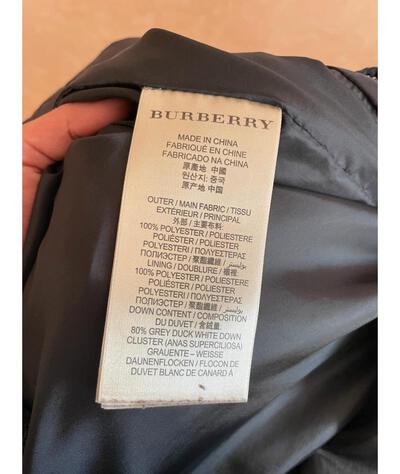 BURBERRY
MADE IN CHINA
FABRIQUÉ EN CHINE
FABRICADO NA CHINA
原產地 中國
원산지: 중국
原产地 中国
OUTER / MAIN FABRIC / TISSU
EXTÉRIEUR / PRINCIPAL
外部 / 主要布料
100% POLYESTER / POLIESTERE
POLIÉSTER / POLIESTER
POLYESTERI / ΠΟΛΥΕΣΤΕΡΑΣ
ПОЛИЭСТЕР / 聚酯纖維 / بوليستر
LINING / DOUBLURE / 襯裡
100% POLYESTER / POLIESTERE
POLIÉSTER / POLIESTER
POLYESTERI / ΠΟΛΥΕΣΤΕΡΑΣ
ПОЛИЭСТЕР / 聚酯纖維 / بوليستر
DOWN CONTENT / COMPOSITION
DU DUVET / 含絨量:
80% GREY DUCK WHITE DOWN
CLUSTER (ANAS SUPERCILIOSA)
GRAUENTE – WEISSE
DAUNENFLOCKEN / FLOCON DE
DUVET BLANC DE CANARD À